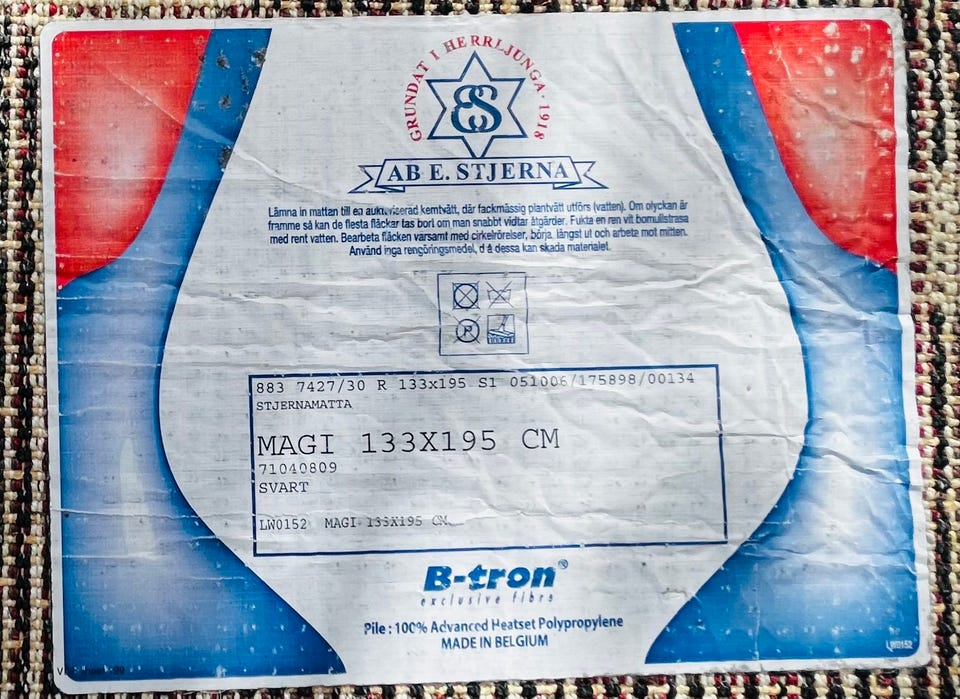 GRUNDAT I HERRLJUNGA · 1918
ES
AB E. STJERNA
Lämna in mattan till en auktoriserad kemtvätt, där fackmässig plantvätt utförs (vatten). Om olyckan är
framme så kan de flesta fläckar tas bort om man snabbt vidtar åtgärder. Fukta en ren vit bomullstrasa
med rent vatten. Bearbeta fläcken varsamt med cirkelrörelser, börja längst ut och arbeta mot mitten.
Använd inga rengöringsmedel, då dessa kan skada materialet.
P
883 7427/30 R 133x195 S1 051006/175898/00134
STJERNAMATTA
MAGI 133X195 CM
71040809
SVART
LW0152 MAGI 133X195 CM
B-tron®
exclusive fibre
Pile : 100% Advanced Heatset Polypropylene
MADE IN BELGIUM
LW0152